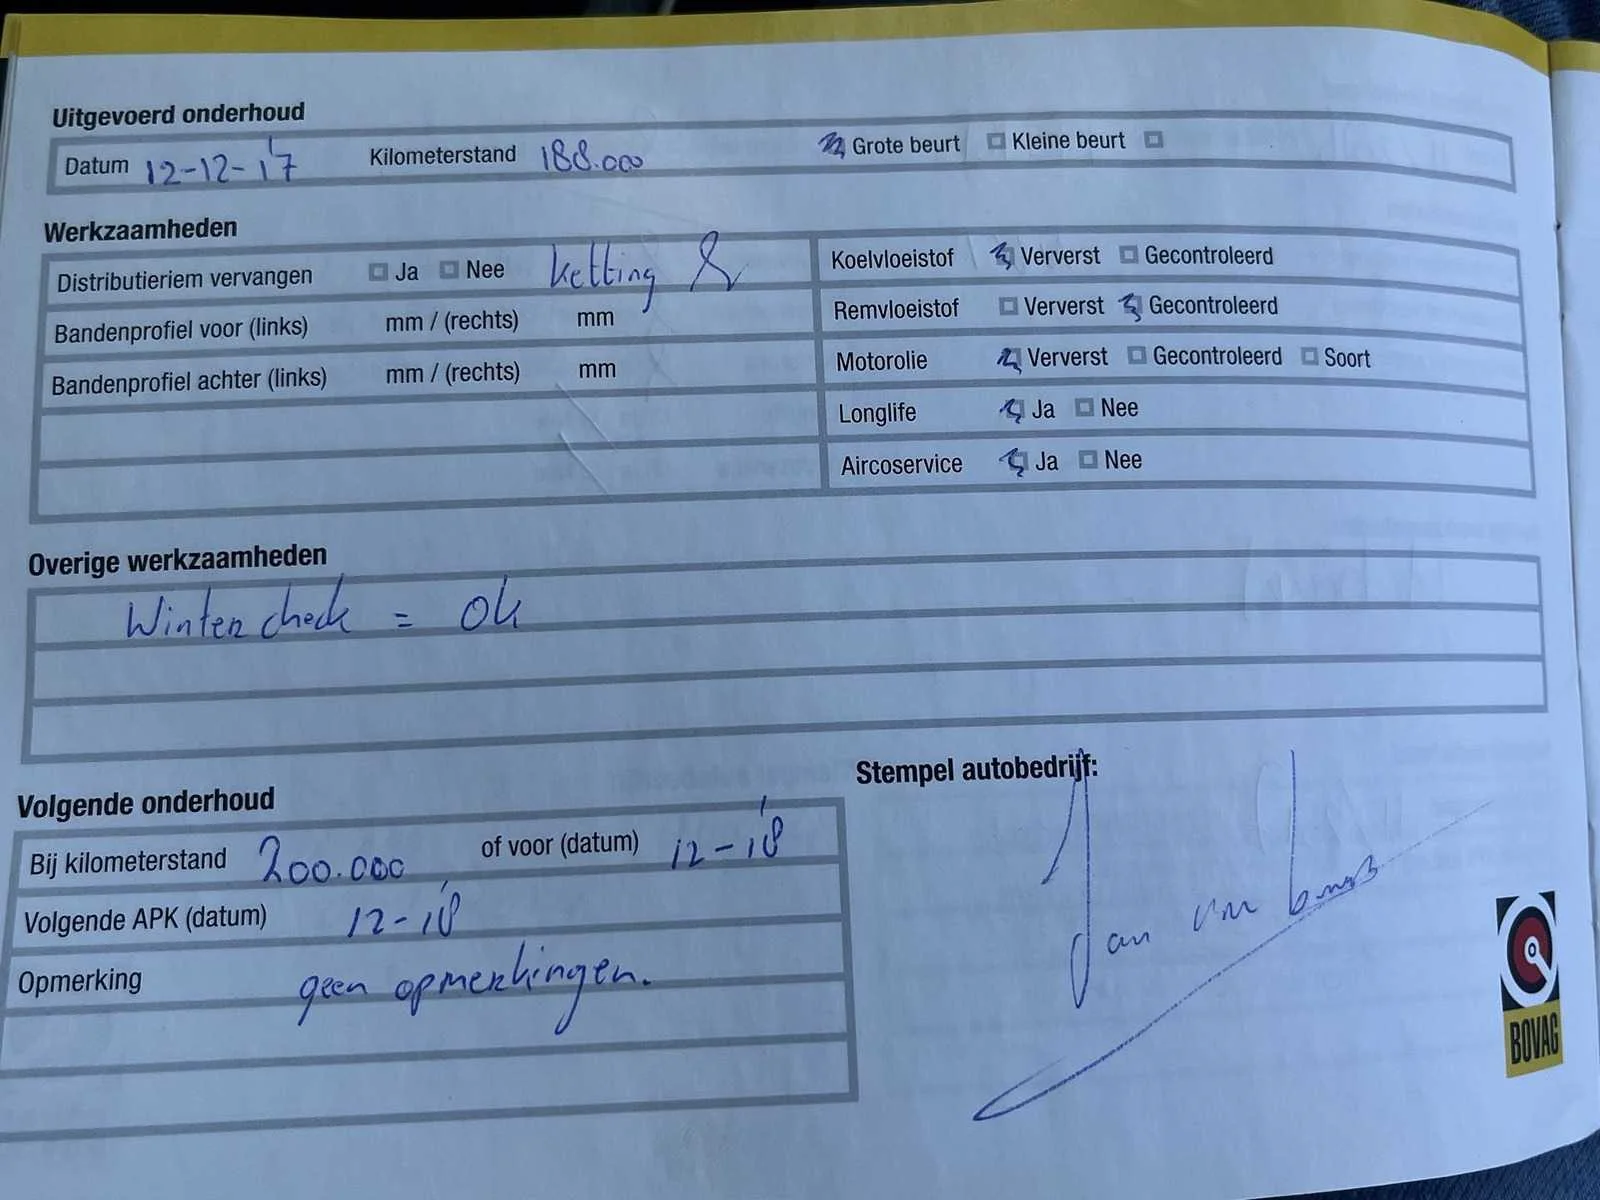 Uitgevoerd onderhoud
Datum 12-12-'17 Kilometerstand 188.000 Grote beurt Kleine beurt
Werkzaamheden
Distributieriem vervangen Ja Nee ketting
Bandenprofiel voor (links) mm / (rechts) mm
Bandenprofiel achter (links) mm / (rechts) mm
Koelvloeistof Ververst Gecontroleerd
Remvloeistof Ververst Gecontroleerd
Motorolie Ververst Gecontroleerd Soort
Longlife Ja Nee
Aircoservice Ja Nee
Overige werkzaamheden
Winter check = ok
Volgende onderhoud
Bij kilometerstand 200.000 of voor (datum) 12-'18
Volgende APK (datum) 12-'18
Opmerking geen opmerkingen.
Stempel autobedrijf:
Jan van
BOVAG